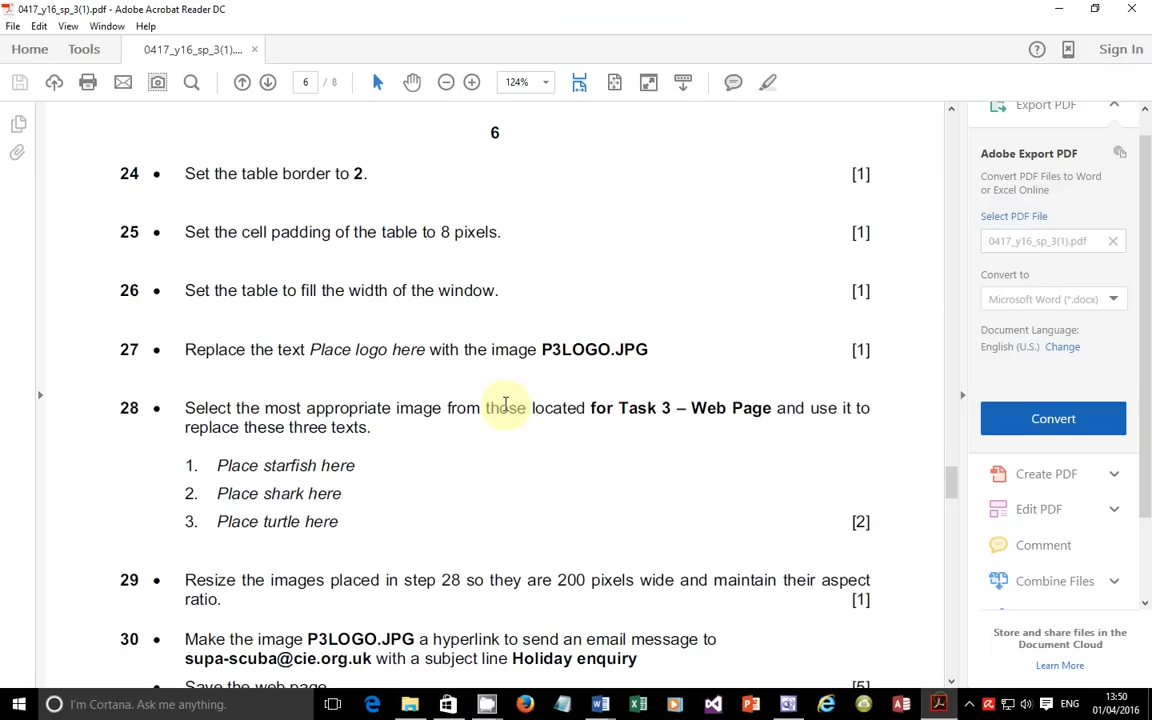 0417_y16_sp_3(1).pdf - Adobe Acrobat Reader DC
File Edit View Window Help
Home Tools 0417_y16_sp_3(1).... × Sign In
6 / 8 124%
6
24 • Set the table border to 2. [1]
25 • Set the cell padding of the table to 8 pixels. [1]
26 • Set the table to fill the width of the window. [1]
27 • Replace the text Place logo here with the image P3LOGO.JPG [1]
28 • Select the most appropriate image from those located for Task 3 – Web Page and use it to
replace these three texts.
1. Place starfish here
2. Place shark here
3. Place turtle here [2]
29 • Resize the images placed in step 28 so they are 200 pixels wide and maintain their aspect
ratio. [1]
30 • Make the image P3LOGO.JPG a hyperlink to send an email message to
supa-scuba@cie.org.uk with a subject line Holiday enquiry
• Save the web page. [5]
Export PDF
Adobe Export PDF
Convert PDF Files to Word
or Excel Online
Select PDF File
0417_y16_sp_3(1).pdf
Convert to
Microsoft Word (*.docx)
Document Language:
English (U.S.) Change
Convert
Create PDF
Edit PDF
Comment
Combine Files
Store and share files in the
Document Cloud
Learn More
I'm Cortana. Ask me anything.
ENG
13:50
01/04/2016